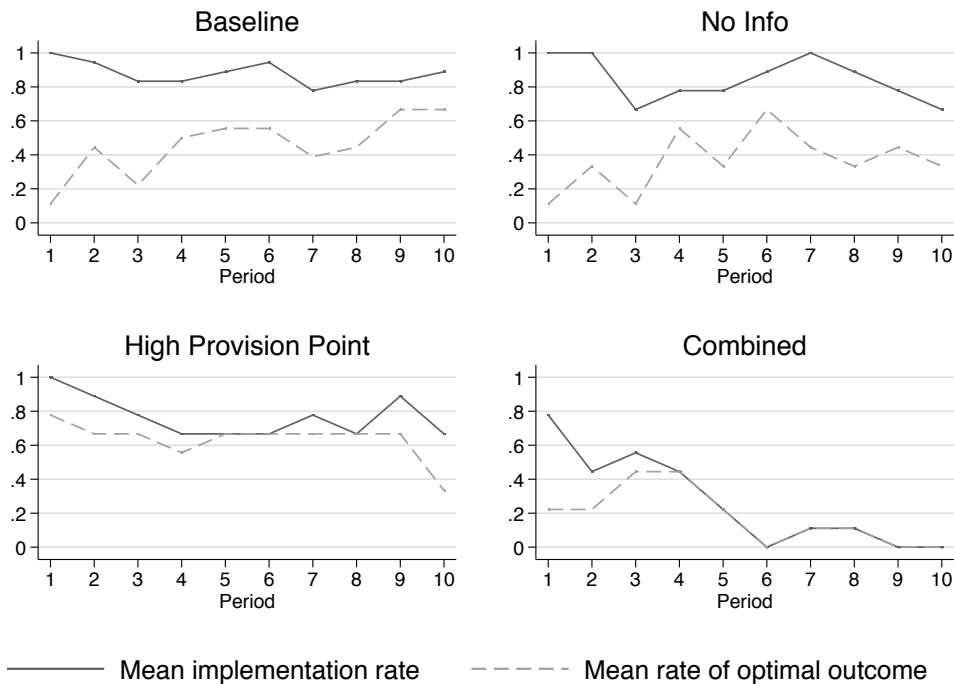 Baseline
1
.8
.6
.4
.2
0
1 2 3 4 5 6 7 8 9 10
Period
No Info
1
.8
.6
.4
.2
0
1 2 3 4 5 6 7 8 9 10
Period
High Provision Point
1
.8
.6
.4
.2
0
1 2 3 4 5 6 7 8 9 10
Period
Combined
1
.8
.6
.4
.2
0
1 2 3 4 5 6 7 8 9 10
Period
Mean implementation rate
Mean rate of optimal outcome